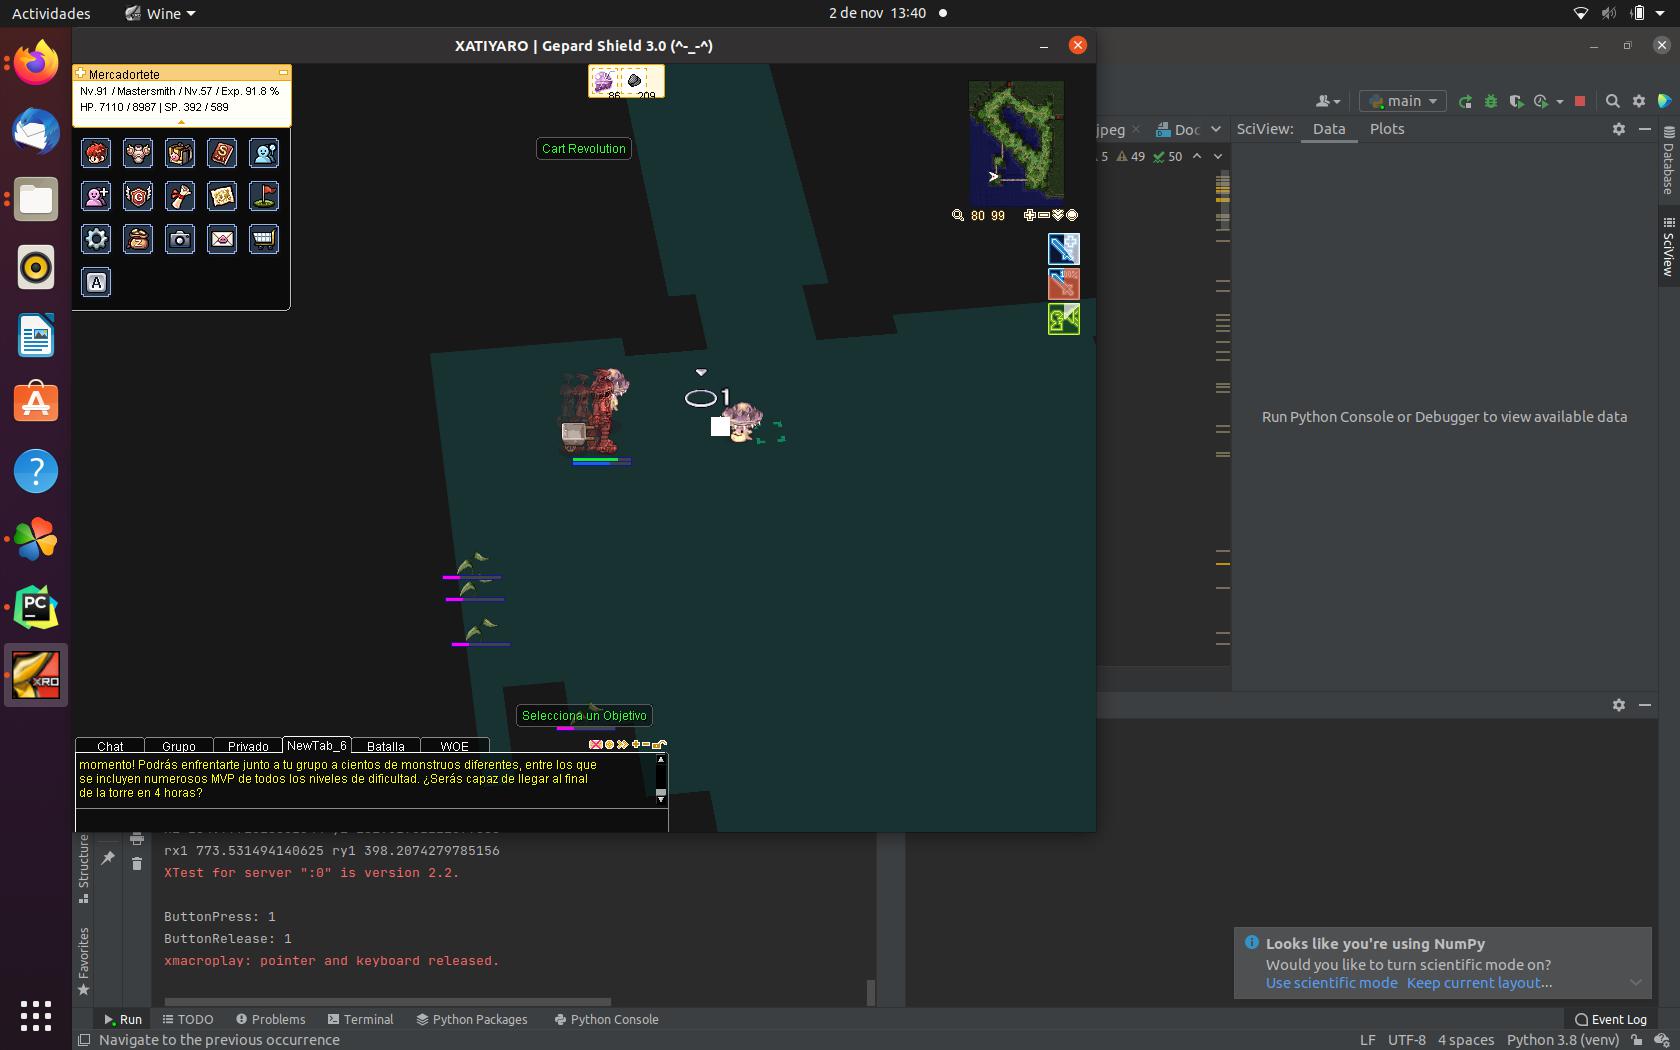 Actividades
Wine
2 de nov 13:40
XATIYARO | Gepard Shield 3.0 (^-_-^)
Mercadortete
Nv.91 / Mastersmith / Nv.57 / Exp. 91.8 %
HP. 7110 / 8987 | SP. 392 / 589
86 209
Cart Revolution
80 99
1
Selecciona un Objetivo
Chat Grupo Privado NewTab_6 Batalla WOE
momento! Podrás enfrentarte junto a tu grupo a cientos de monstruos diferentes, entre los que
se incluyen numerosos MVP de todos los niveles de dificultad. ¿Serás capaz de llegar al final
de la torre en 4 horas?
main
jpeg
Doc
SciView: Data Plots
5 49 50
Database
SciView
Run Python Console or Debugger to view available data
XRO
PC
A
Structure
Favorites
rx1 773.531494140625 ry1 398.2074279785156
XTest for server ":0" is version 2.2.
ButtonPress: 1
ButtonRelease: 1
xmacroplay: pointer and keyboard released.
Looks like you're using NumPy
Would you like to turn scientific mode on?
Use scientific mode Keep current layout...
Run TODO Problems Terminal Python Packages Python Console
Event Log
Navigate to the previous occurrence
LF UTF-8 4 spaces Python 3.8 (venv)